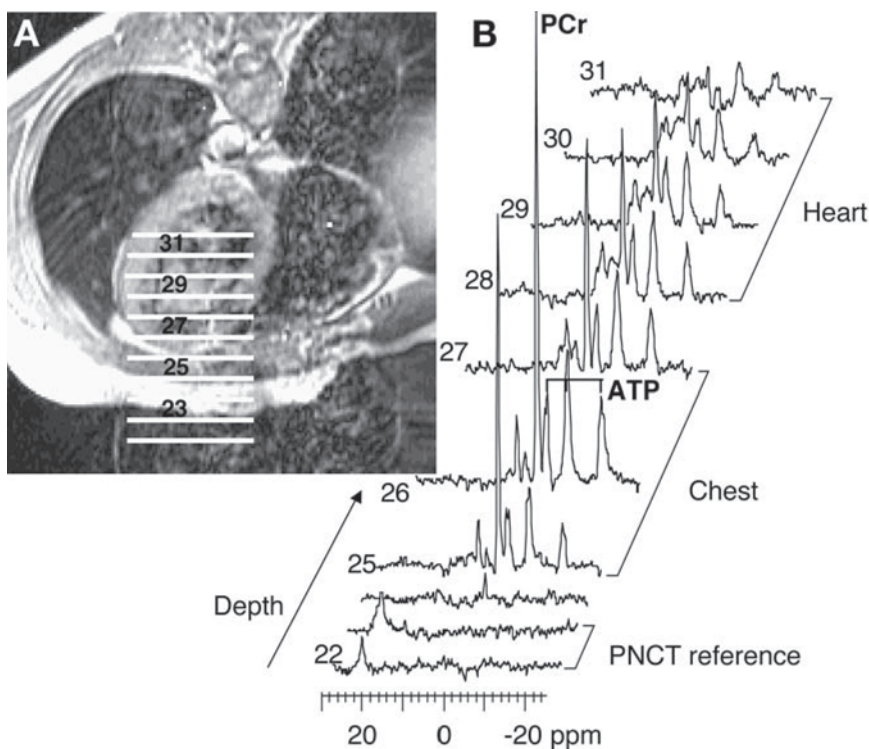 A
31
29
27
25
23
B
PCr
31
30
29
28
27
26
25
22
ATP
Heart
Chest
PNCT reference
Depth
20 0 -20 ppm